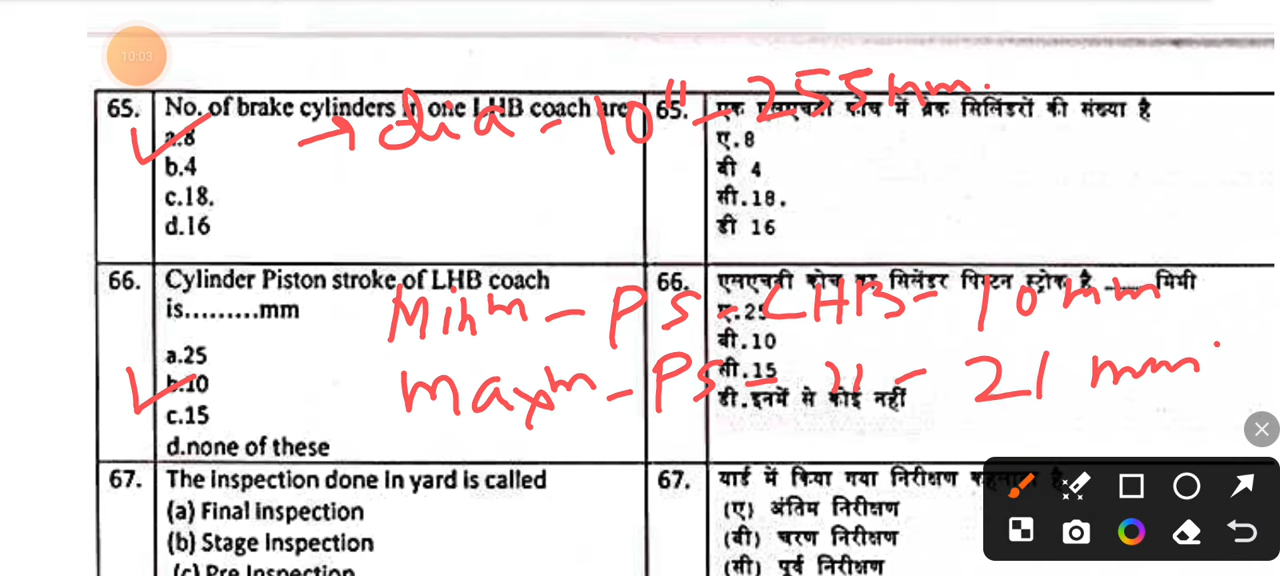 10:03
65. No. of brake cylinders in one LHB coach are
a.8
b.4
c.18.
d.16
→ dia - 10" - 255mm.
65. एक एलएचबी कोच में ब्रेक सिलिंडरों की संख्या है
ए.8
बी 4
सी.18.
डी 16
66. Cylinder Piston stroke of LHB coach
is.........mm
a.25
b.10
c.15
d.none of these
Minm - PS - LHB - 10mm
maxm - PS = " - 21 mm.
66. एलएचबी कोच का सिलेंडर पिस्टन स्ट्रोक है ...... मिमी
ए.25
बी.10
सी.15
डी.इनमें से कोई नहीं
67. The inspection done in yard is called
(a) Final inspection
(b) Stage Inspection
(c) Pre Inspection
67. यार्ड में किया गया निरीक्षण कहलाता है
(ए) अंतिम निरीक्षण
(बी) चरण निरीक्षण
(सी) पूर्व निरीक्षण